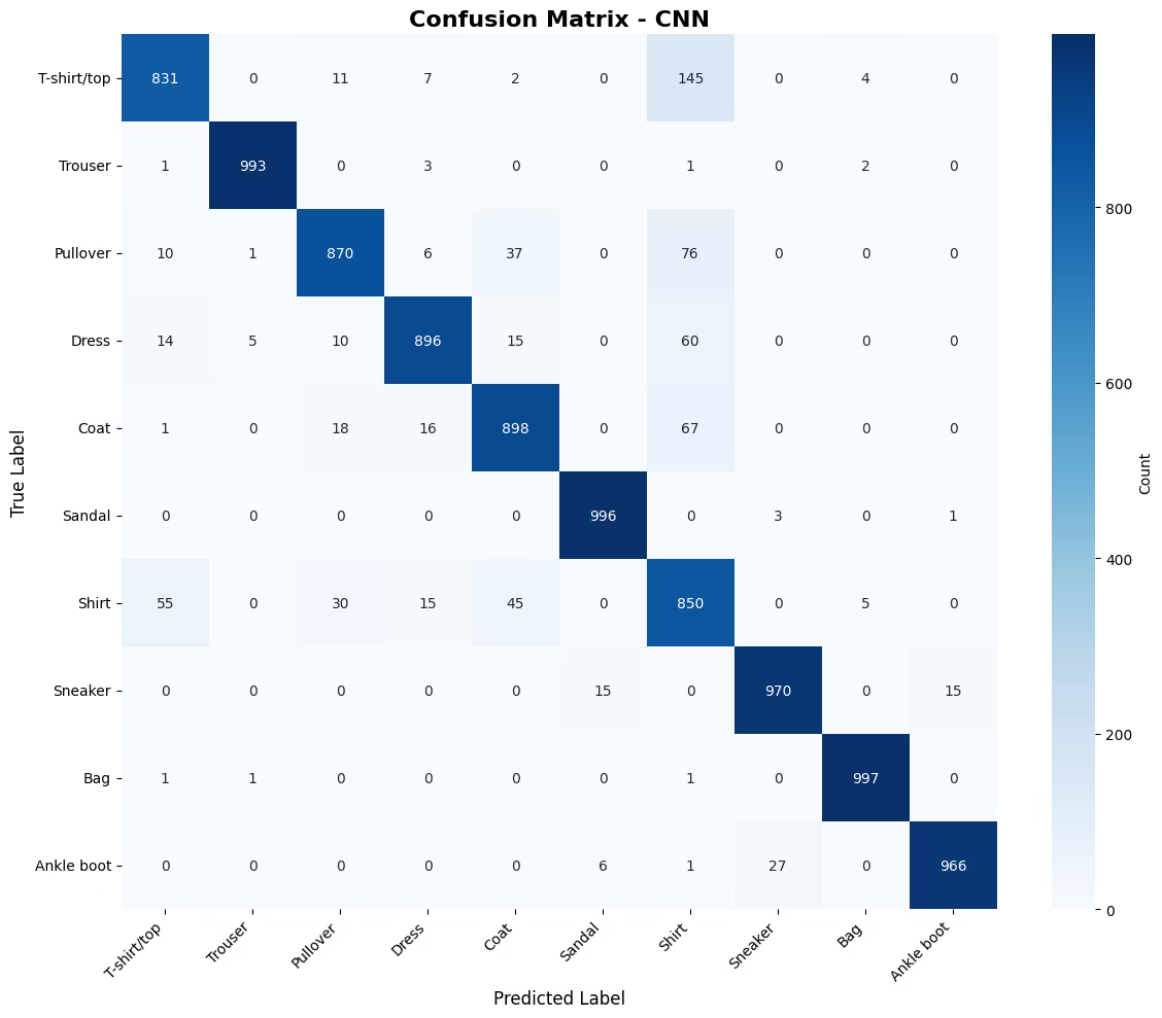 Confusion Matrix - CNN
T-shirt/top 831 0 11 7 2 0 145 0 4 0
Trouser 1 993 0 3 0 0 1 0 2 0
Pullover 10 1 870 6 37 0 76 0 0 0
Dress 14 5 10 896 15 0 60 0 0 0
Coat 1 0 18 16 898 0 67 0 0 0
Sandal 0 0 0 0 0 996 0 3 0 1
Shirt 55 0 30 15 45 0 850 0 5 0
Sneaker 0 0 0 0 0 15 0 970 0 15
Bag 1 1 0 0 0 0 1 0 997 0
Ankle boot 0 0 0 0 0 6 1 27 0 966
T-shirt/top Trouser Pullover Dress Coat Sandal Shirt Sneaker Bag Ankle boot
Predicted Label
True Label
800
600
400
200
0
Count